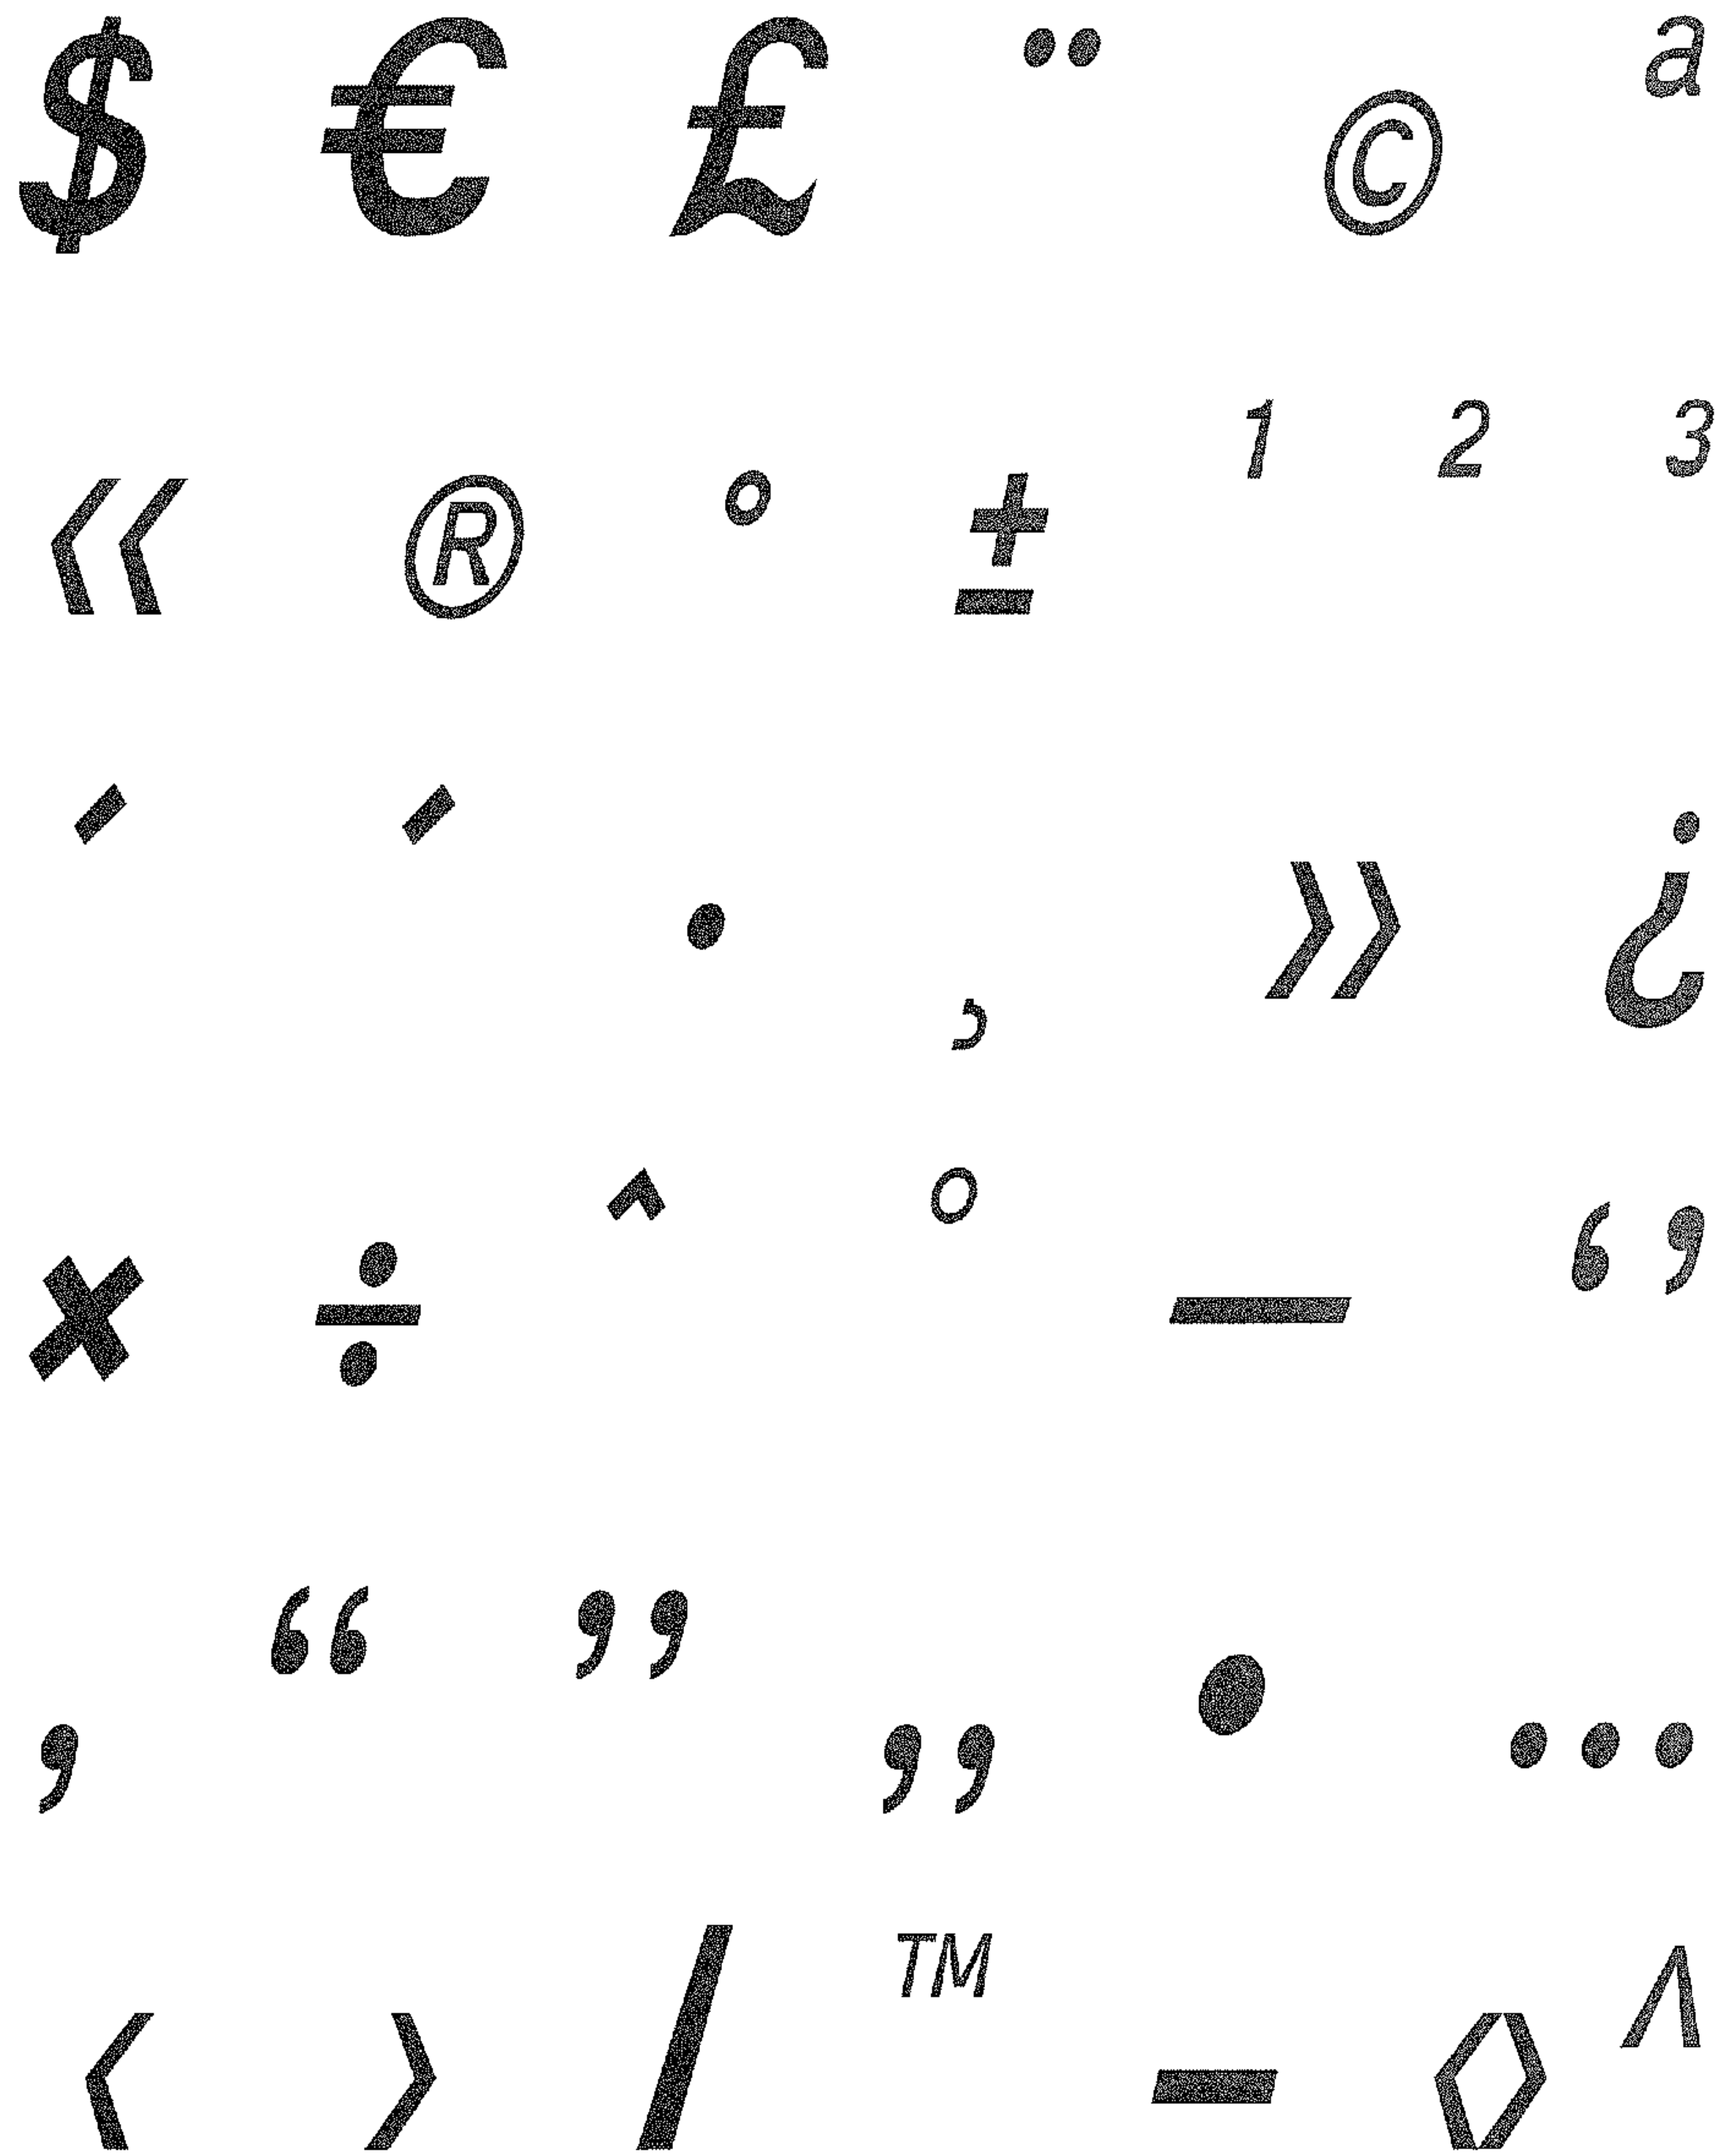 $ € £ ¨ © ª
« ® ° ± ¹ ² ³
´ ´ · ¸ » ¿
× ÷ ˆ ˚ – ‘ ’
‚ “ ” „ • …
‹ › ⁄ ™ − ◊ ^